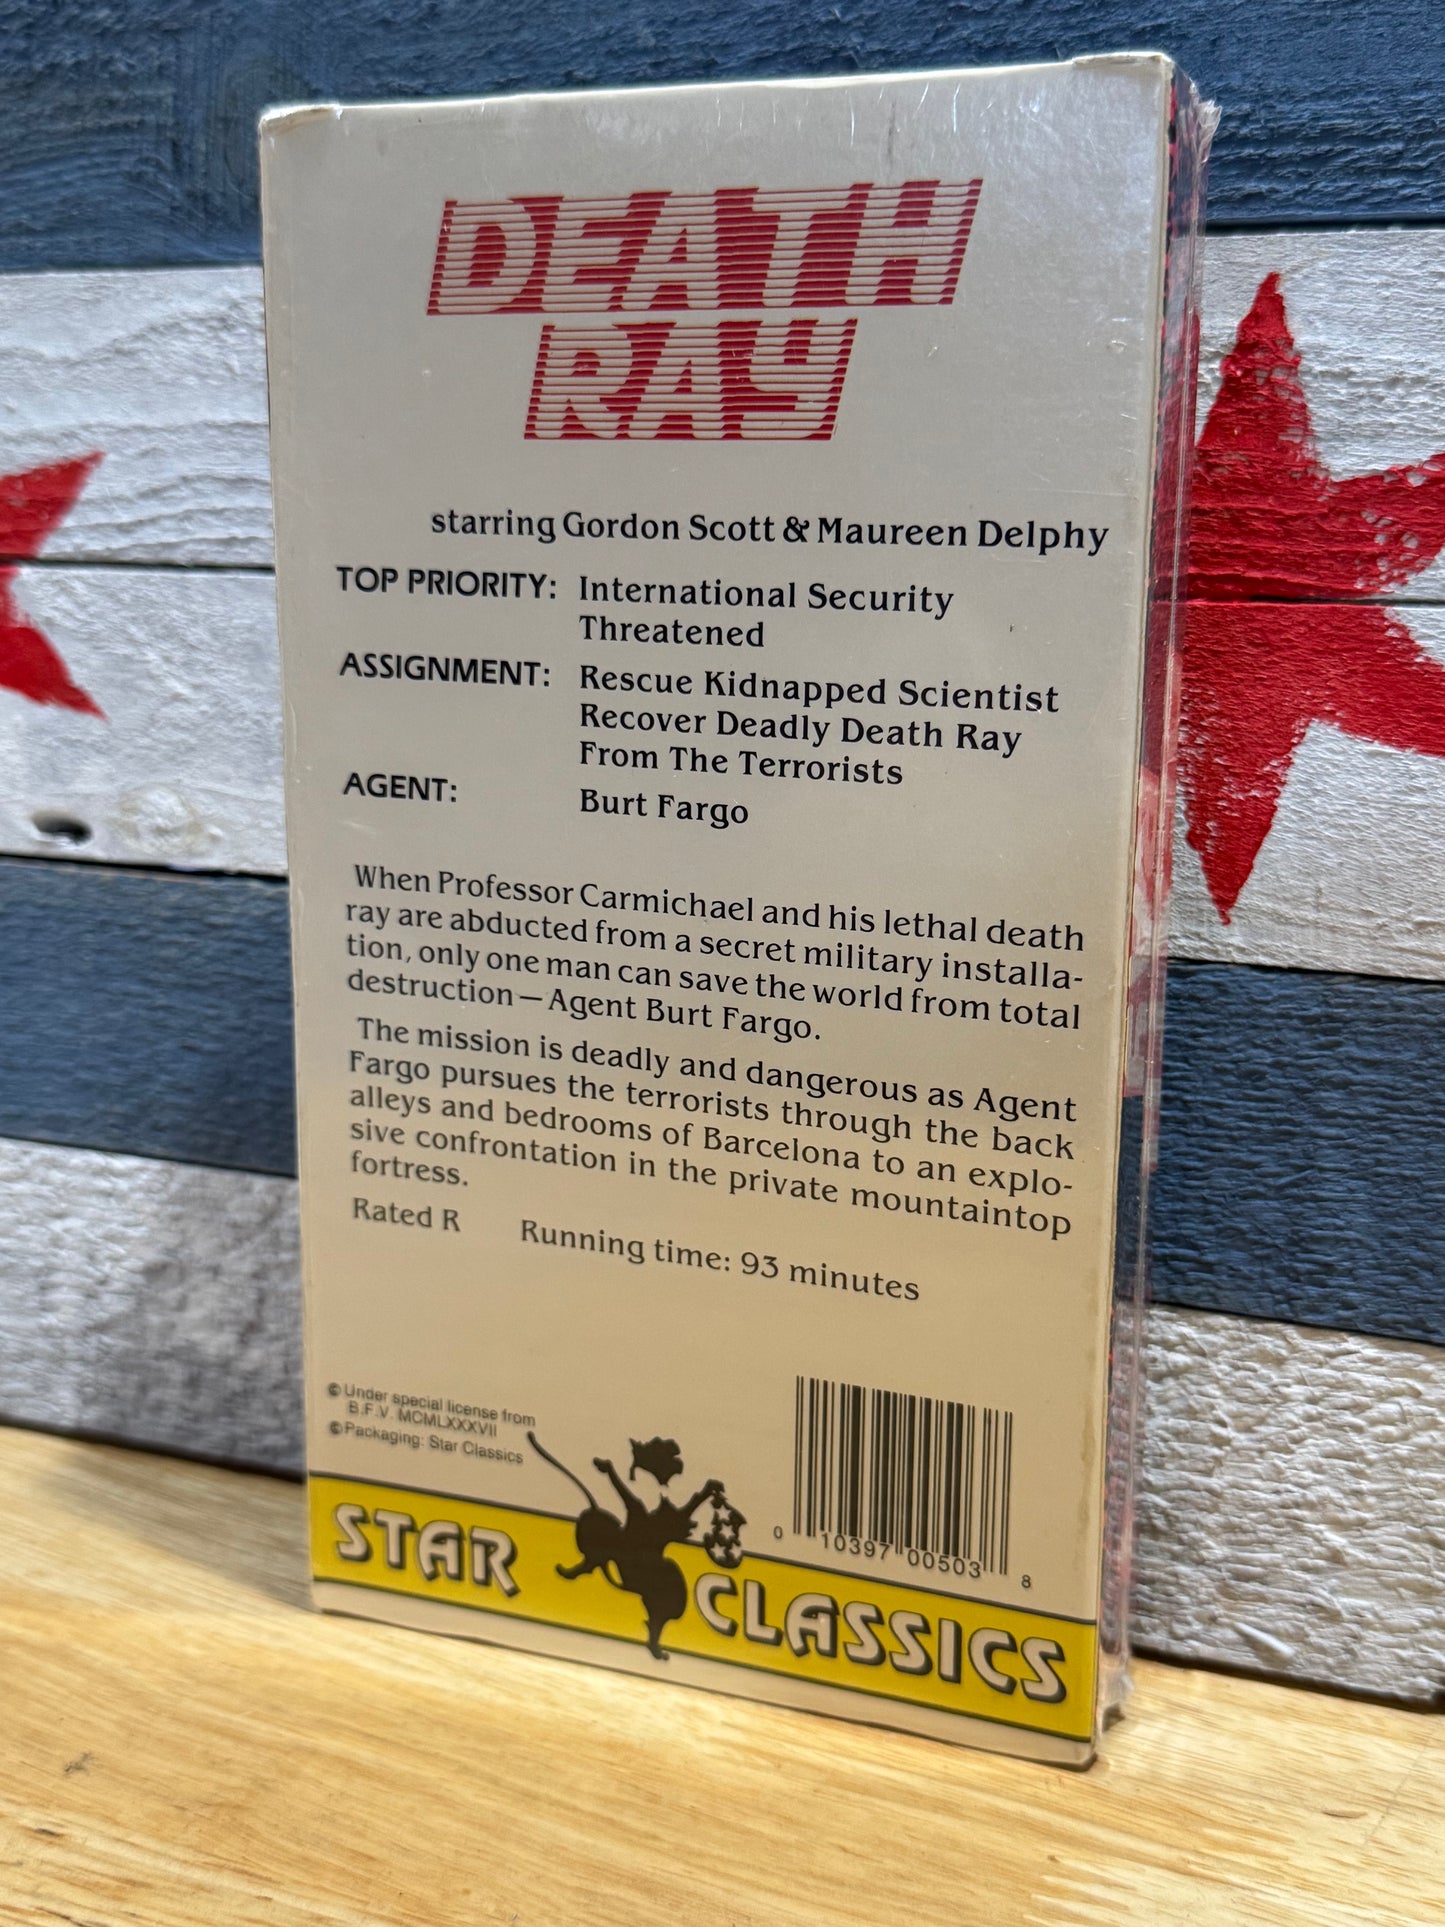 DEATH
RAY
starring Gordon Scott & Maureen Delphy
TOP PRIORITY: International Security
Threatened
ASSIGNMENT: Rescue Kidnapped Scientist
Recover Deadly Death Ray
From The Terrorists
AGENT: Burt Fargo
When Professor Carmichael and his lethal death
ray are abducted from a secret military installa-
tion, only one man can save the world from total
destruction — Agent Burt Fargo.
The mission is deadly and dangerous as Agent
Fargo pursues the terrorists through the back
alleys and bedrooms of Barcelona to an explo-
sive confrontation in the private mountaintop
fortress.
Rated R Running time: 93 minutes
© Under special license from
B.F.V. MCMLXXXVII
© Packaging: Star Classics
0 10397 00503 8
STAR CLASSICS